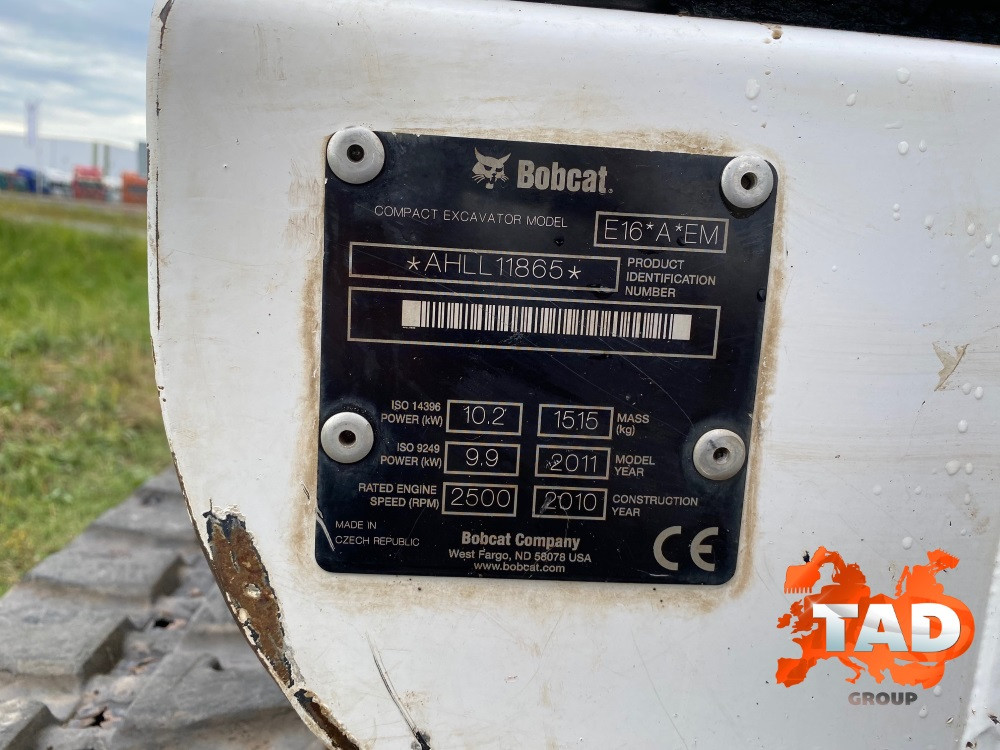 Bobcat.
COMPACT EXCAVATOR MODEL E16*A*EM
*AHLL11865* PRODUCT IDENTIFICATION NUMBER
ISO 14396 POWER (kW) 10.2 1515 MASS (kg)
ISO 9249 POWER (kW) 9.9 2011 MODEL YEAR
RATED ENGINE SPEED (RPM) 2500 2010 CONSTRUCTION YEAR
MADE IN
CZECH REPUBLIC
Bobcat Company
West Fargo, ND 58078 USA
www.bobcat.com
CE
TAD
GROUP